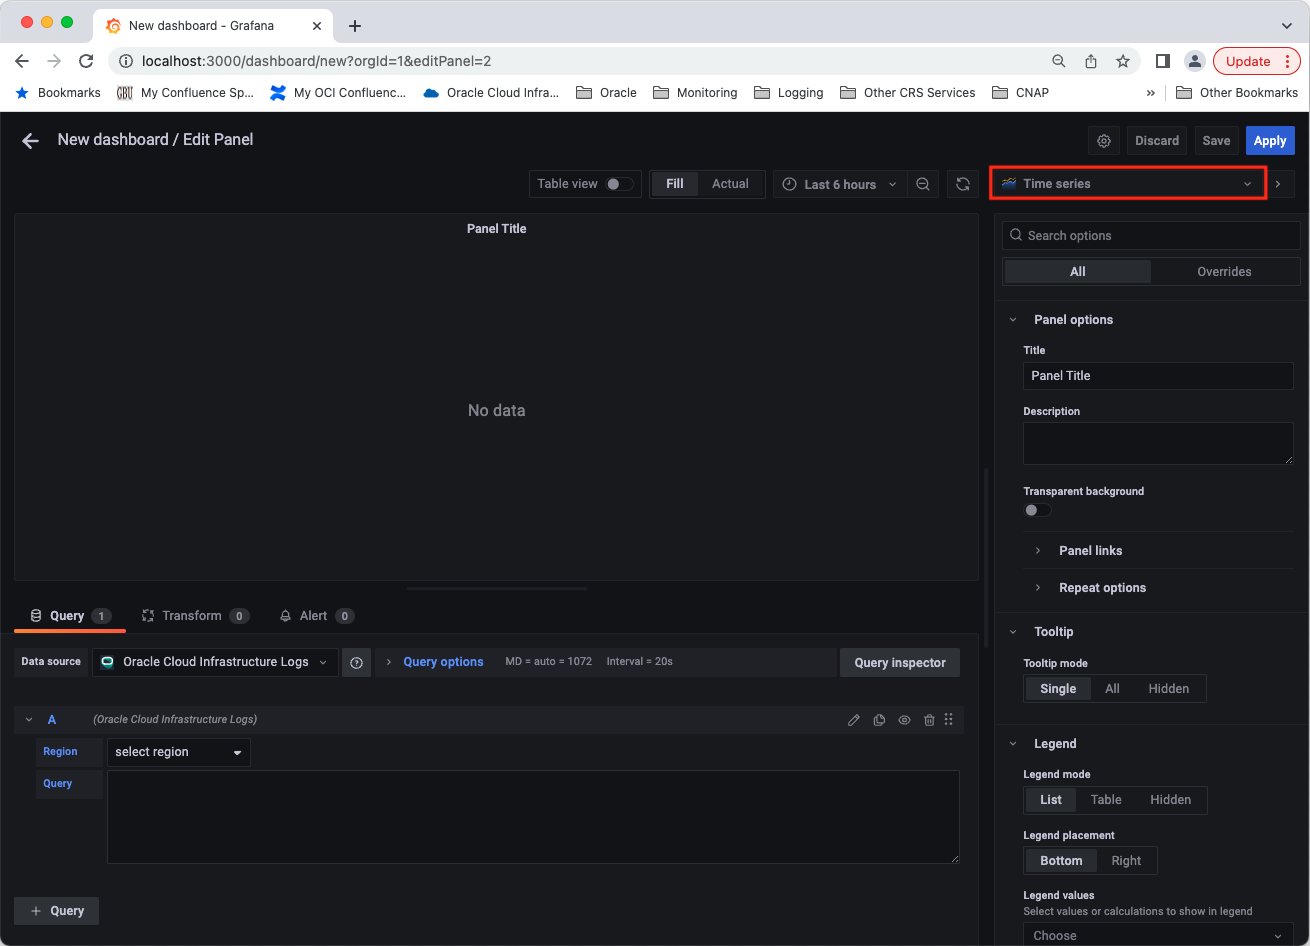 New dashboard - Grafana
localhost:3000/dashboard/new?orgId=1&editPanel=2
Update
Bookmarks
GBU
My Confluence Sp...
My OCI Confluenc...
Oracle Cloud Infra...
Oracle
Monitoring
Logging
Other CRS Services
CNAP
»
Other Bookmarks
New dashboard / Edit Panel
Discard
Save
Apply
Table view
Fill
Actual
Last 6 hours
Time series
Panel Title
No data
Search options
All
Overrides
Panel options
Title
Panel Title
Description
Transparent background
Panel links
Repeat options
Tooltip
Tooltip mode
Single
All
Hidden
Legend
Legend mode
List
Table
Hidden
Legend placement
Bottom
Right
Legend values
Select values or calculations to show in legend
Choose
Query 1
Transform 0
Alert 0
Data source
Oracle Cloud Infrastructure Logs
Query options
MD = auto = 1072
Interval = 20s
Query inspector
A
(Oracle Cloud Infrastructure Logs)
Region
select region
Query
+ Query